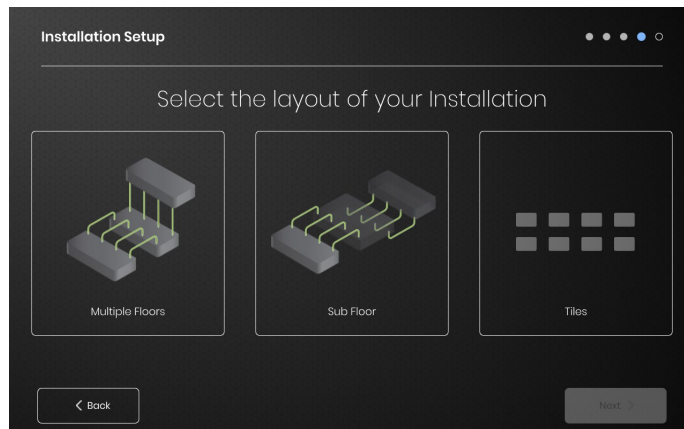 Installation Setup
Select the layout of your Installation
Multiple Floors
Sub Floor
Tiles
Back
Next